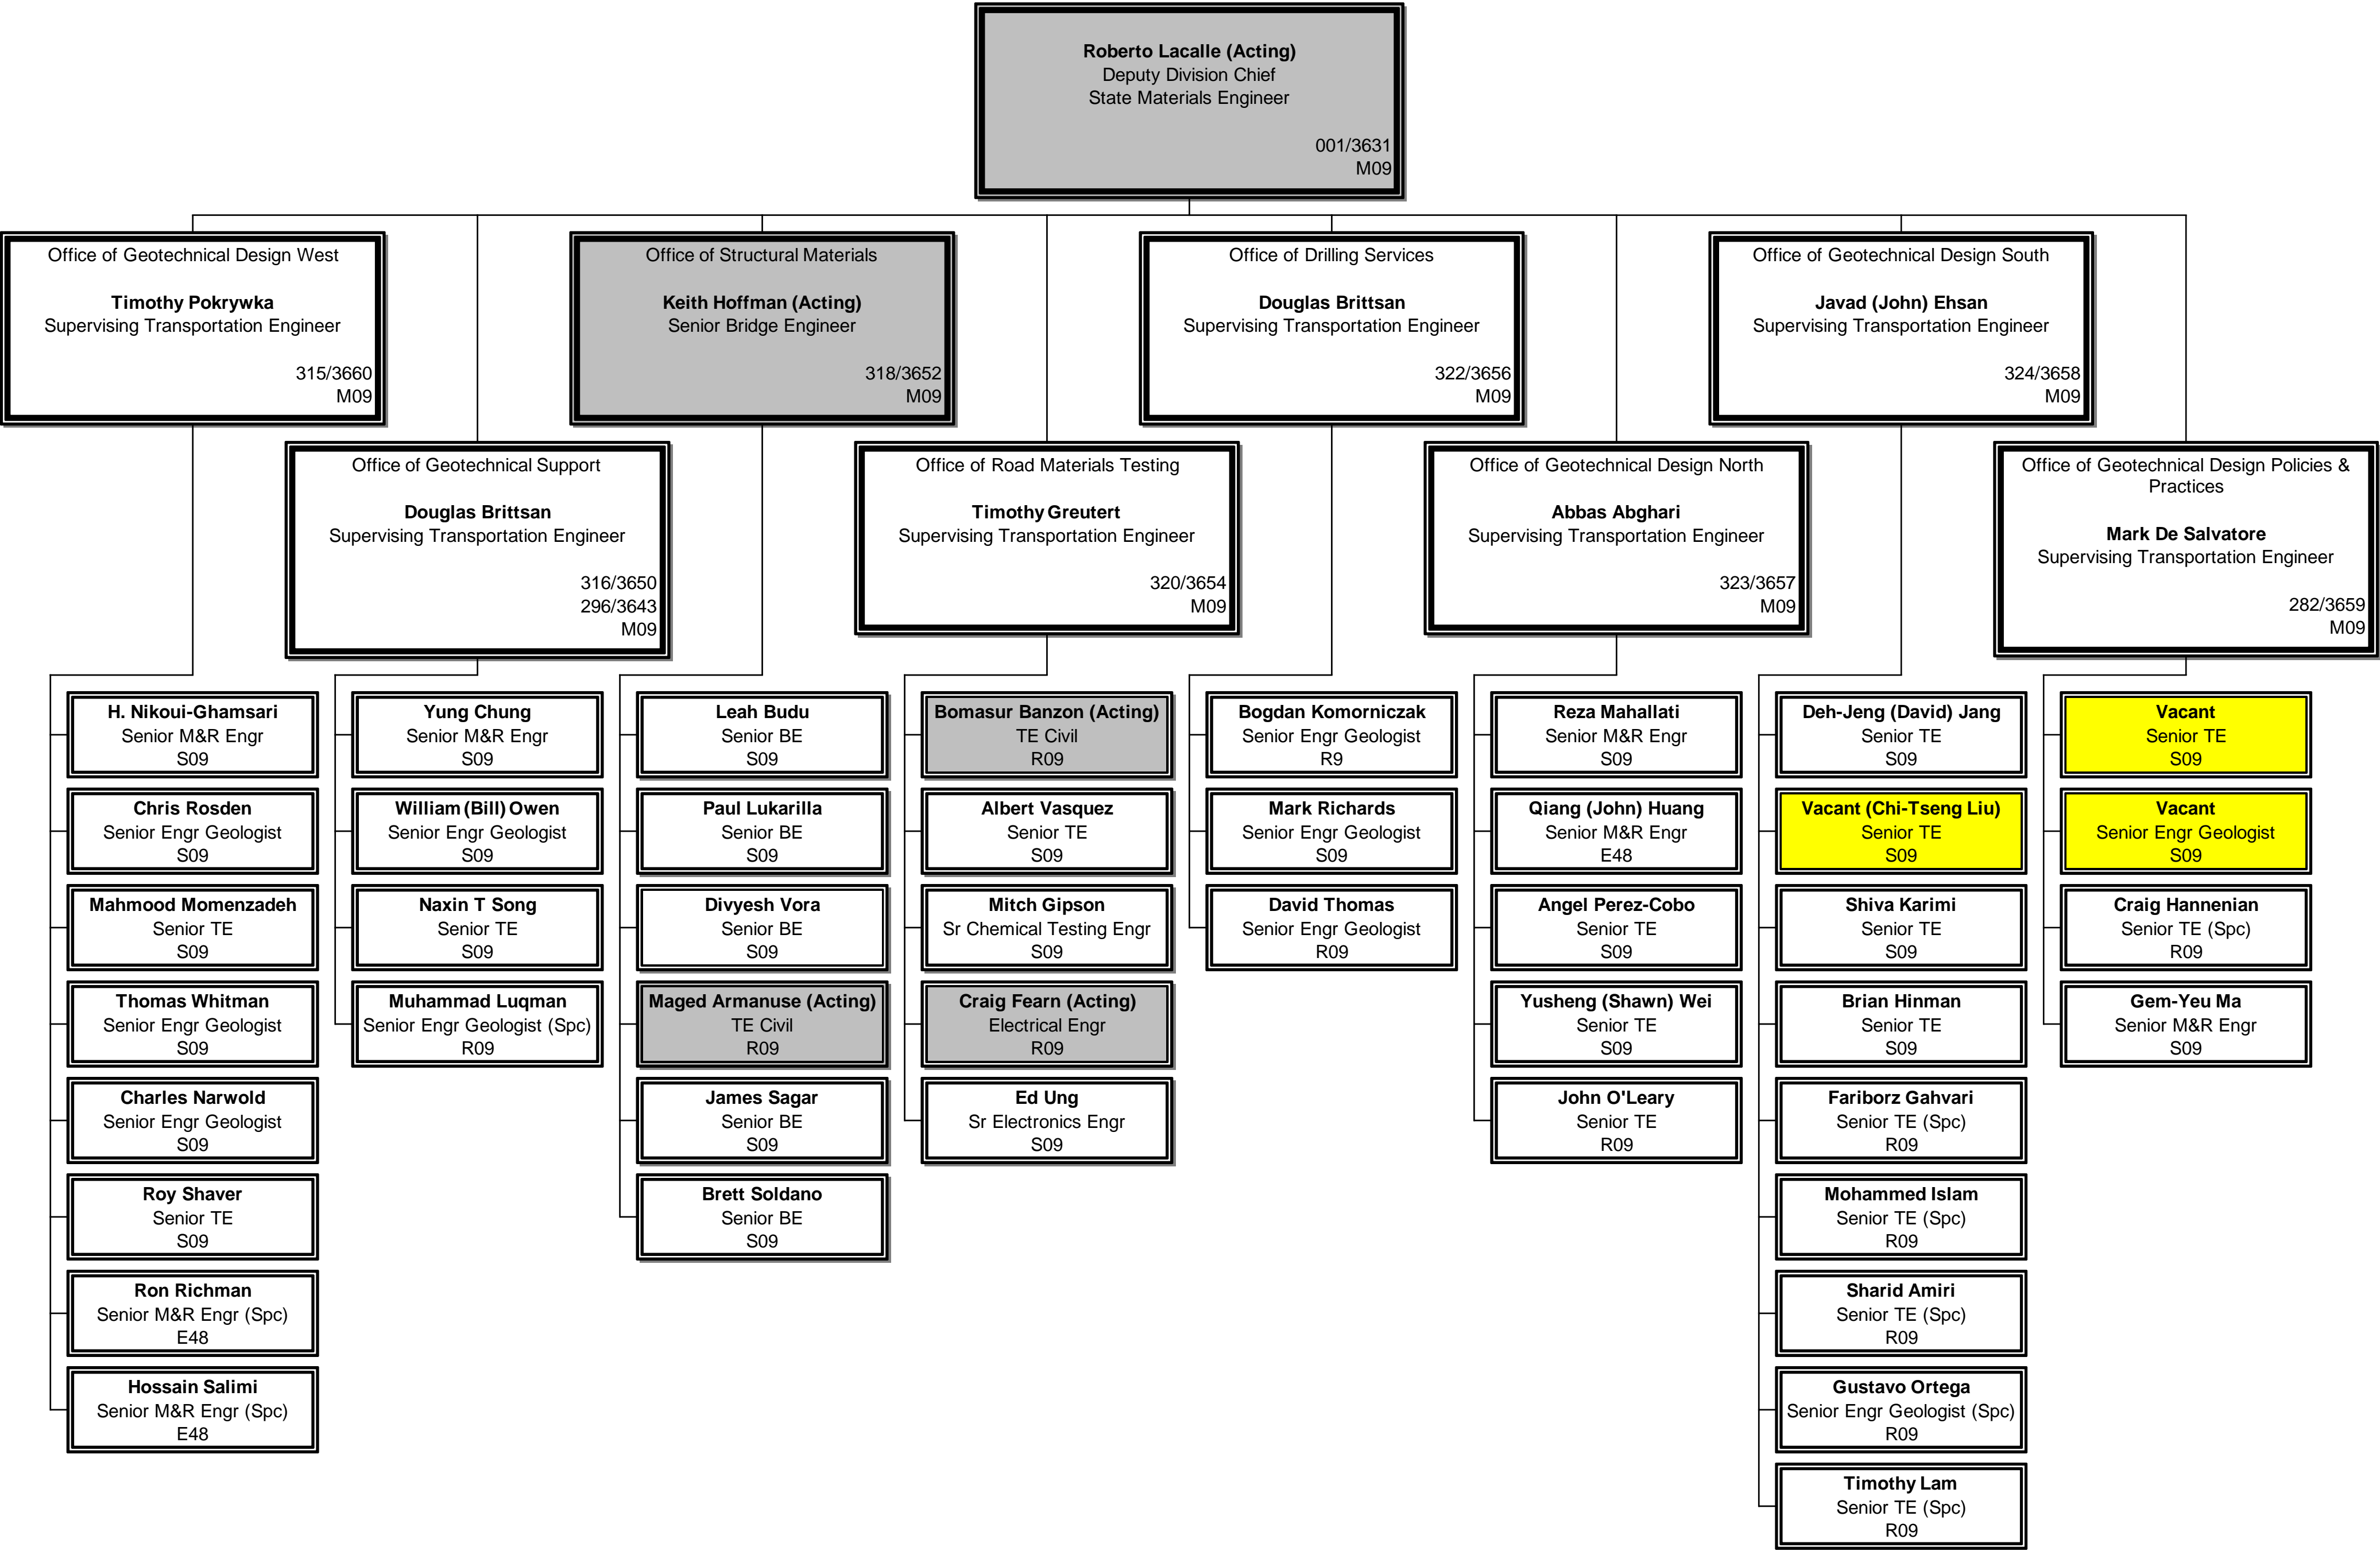 Roberto Lacalle (Acting)
Deputy Division Chief
State Materials Engineer
001/3631
M09
Office of Geotechnical Design West
Timothy Pokrywka
Supervising Transportation Engineer
315/3660
M09
Office of Structural Materials
Keith Hoffman (Acting)
Senior Bridge Engineer
318/3652
M09
Office of Drilling Services
Douglas Brittsan
Supervising Transportation Engineer
322/3656
M09
Office of Geotechnical Design South
Javad (John) Ehsan
Supervising Transportation Engineer
324/3658
M09
Office of Geotechnical Support
Douglas Brittsan
Supervising Transportation Engineer
316/3650
296/3643
M09
Office of Road Materials Testing
Timothy Greutert
Supervising Transportation Engineer
320/3654
M09
Office of Geotechnical Design North
Abbas Abghari
Supervising Transportation Engineer
323/3657
M09
Office of Geotechnical Design Policies &
Practices
Mark De Salvatore
Supervising Transportation Engineer
282/3659
M09
H. Nikoui-Ghamsari
Senior M&R Engr
S09
Chris Rosden
Senior Engr Geologist
S09
Mahmood Momenzadeh
Senior TE
S09
Thomas Whitman
Senior Engr Geologist
S09
Charles Narwold
Senior Engr Geologist
S09
Roy Shaver
Senior TE
S09
Ron Richman
Senior M&R Engr (Spc)
E48
Hossain Salimi
Senior M&R Engr (Spc)
E48
Yung Chung
Senior M&R Engr
S09
William (Bill) Owen
Senior Engr Geologist
S09
Naxin T Song
Senior TE
S09
Muhammad Luqman
Senior Engr Geologist (Spc)
R09
Leah Budu
Senior BE
S09
Paul Lukarilla
Senior BE
S09
Divyesh Vora
Senior BE
S09
Maged Armanuse (Acting)
TE Civil
R09
James Sagar
Senior BE
S09
Brett Soldano
Senior BE
S09
Bomasur Banzon (Acting)
TE Civil
R09
Albert Vasquez
Senior TE
S09
Mitch Gipson
Sr Chemical Testing Engr
S09
Craig Fearn (Acting)
Electrical Engr
R09
Ed Ung
Sr Electronics Engr
S09
Bogdan Komorniczak
Senior Engr Geologist
R9
Mark Richards
Senior Engr Geologist
S09
David Thomas
Senior Engr Geologist
R09
Reza Mahallati
Senior M&R Engr
S09
Qiang (John) Huang
Senior M&R Engr
E48
Angel Perez-Cobo
Senior TE
S09
Yusheng (Shawn) Wei
Senior TE
S09
John O'Leary
Senior TE
R09
Deh-Jeng (David) Jang
Senior TE
S09
Vacant (Chi-Tseng Liu)
Senior TE
S09
Shiva Karimi
Senior TE
S09
Brian Hinman
Senior TE
S09
Fariborz Gahvari
Senior TE (Spc)
R09
Mohammed Islam
Senior TE (Spc)
R09
Sharid Amiri
Senior TE (Spc)
R09
Gustavo Ortega
Senior Engr Geologist (Spc)
R09
Timothy Lam
Senior TE (Spc)
R09
Vacant
Senior TE
S09
Vacant
Senior Engr Geologist
S09
Craig Hannenian
Senior TE (Spc)
R09
Gem-Yeu Ma
Senior M&R Engr
S09